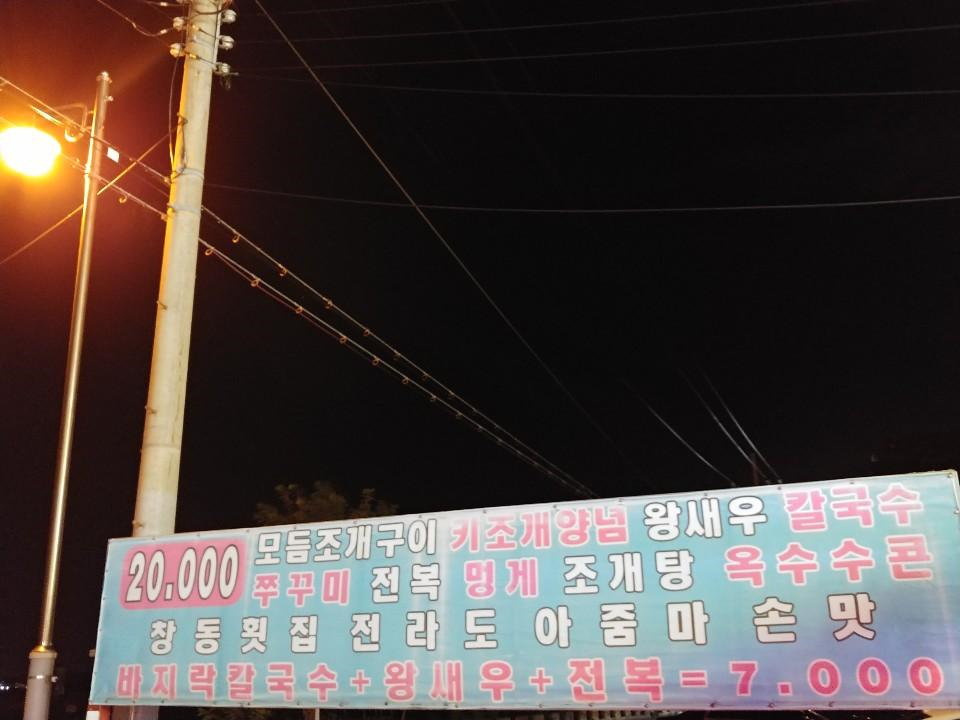 20.000 모듬조개구이 키조개양념 왕새우 칼국수
쭈꾸미 전복 멍게 조개탕 옥수수콘
창동횟집 전라도 아줌마 손맛
바지락칼국수+왕새우+전복=7.000